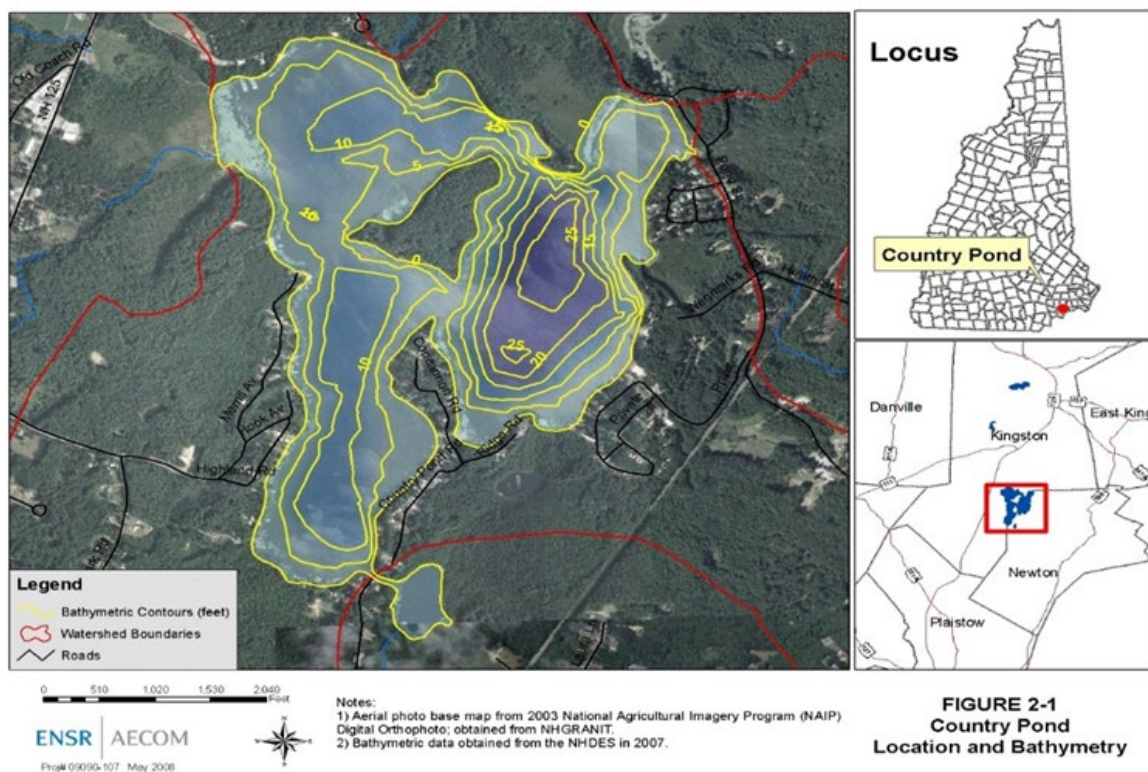 Old Coach Rd
NH 125
10
5
15
0
10
0
25
15
10
25
20
Hook Av
Highland Rd
Country Pond Rd
Legend
Bathymetric Contours (feet)
Watershed Boundaries
Roads
0 510 1,020 1,530 2,040
Feet
ENSR AECOM
Proj# 09090-107 May 2008
Notes:
1) Aerial photo base map from 2003 National Agricultural Imagery Program (NAIP)
Digital Orthophoto; obtained from NHGRANIT.
2) Bathymetric data obtained from the NHDES in 2007.
Locus
Country Pond
Danville
East King
Kingston
Newton
Plaistow
FIGURE 2-1
Country Pond
Location and Bathymetry